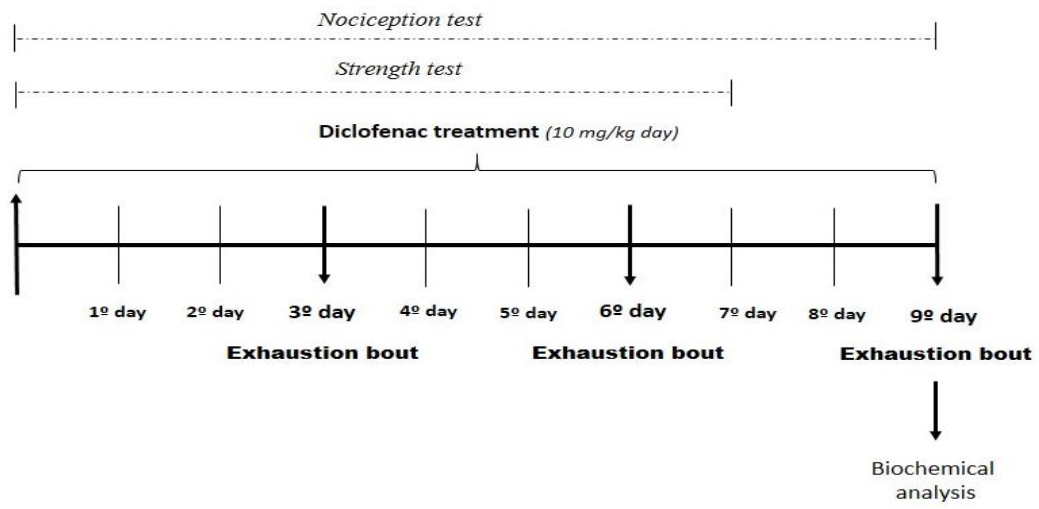 Nociception test
Strength test
Diclofenac treatment (10 mg/kg day)
1º day 2º day 3º day 4º day 5º day 6º day 7º day 8º day 9º day
Exhaustion bout Exhaustion bout Exhaustion bout
Biochemical
analysis